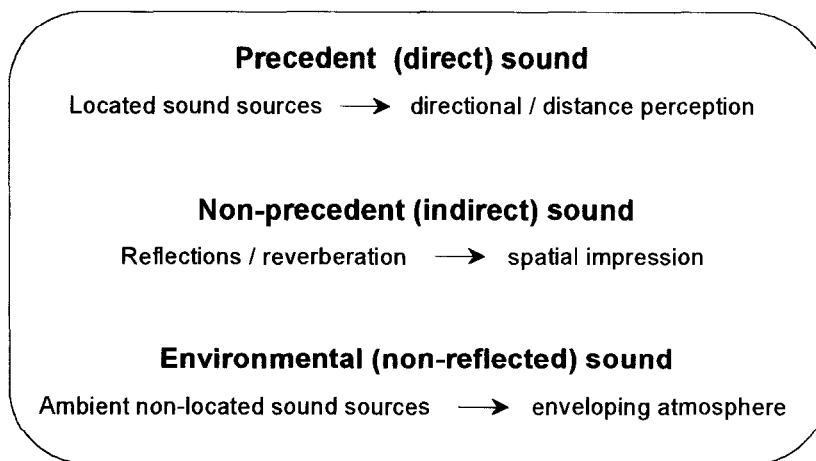 Precedent (direct) sound
Located sound sources → directional / distance perception
Non-precedent (indirect) sound
Reflections / reverberation → spatial impression
Environmental (non-reflected) sound
Ambient non-located sound sources → enveloping atmosphere